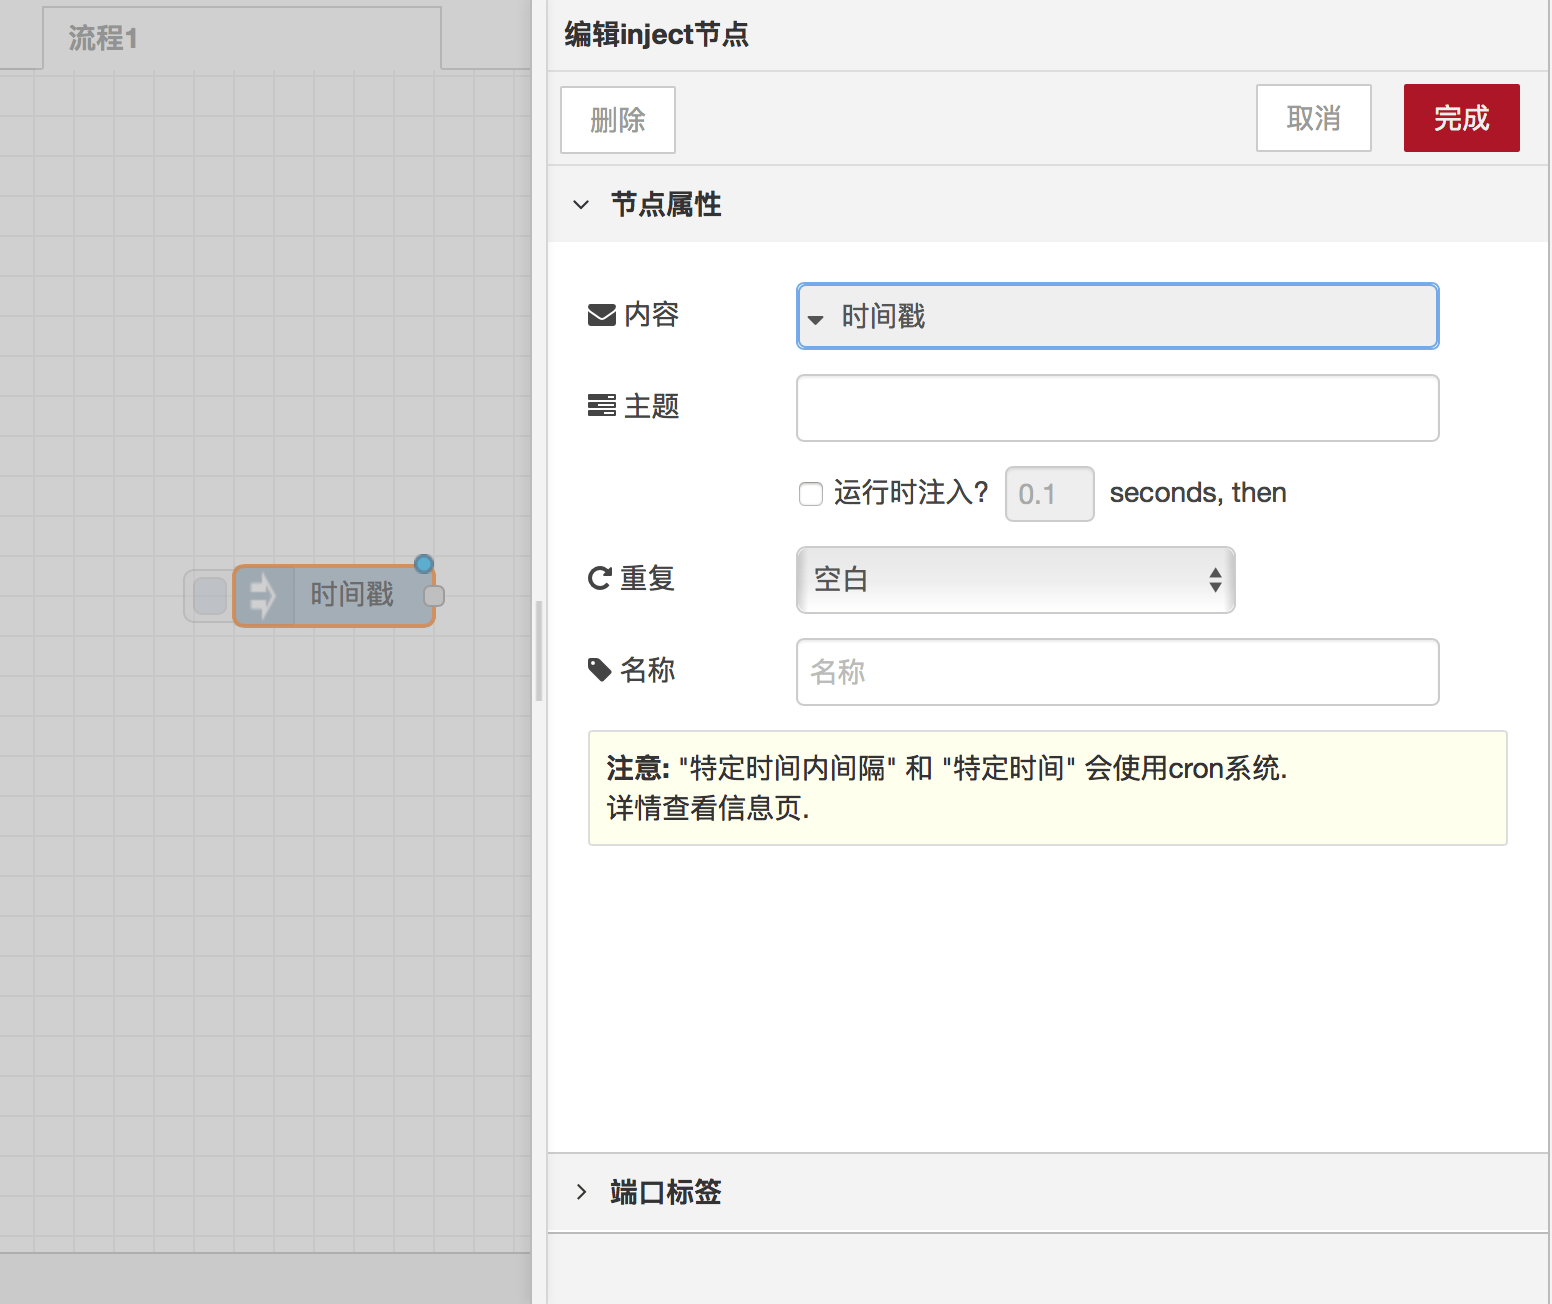 流程1
编辑inject节点
删除
取消
完成
节点属性
内容
时间戳
主题
运行时注入? 0.1 seconds, then
重复
空白
时间戳
名称
名称
注意: "特定时间内间隔" 和 "特定时间" 会使用cron系统.
详情查看信息页.
端口标签